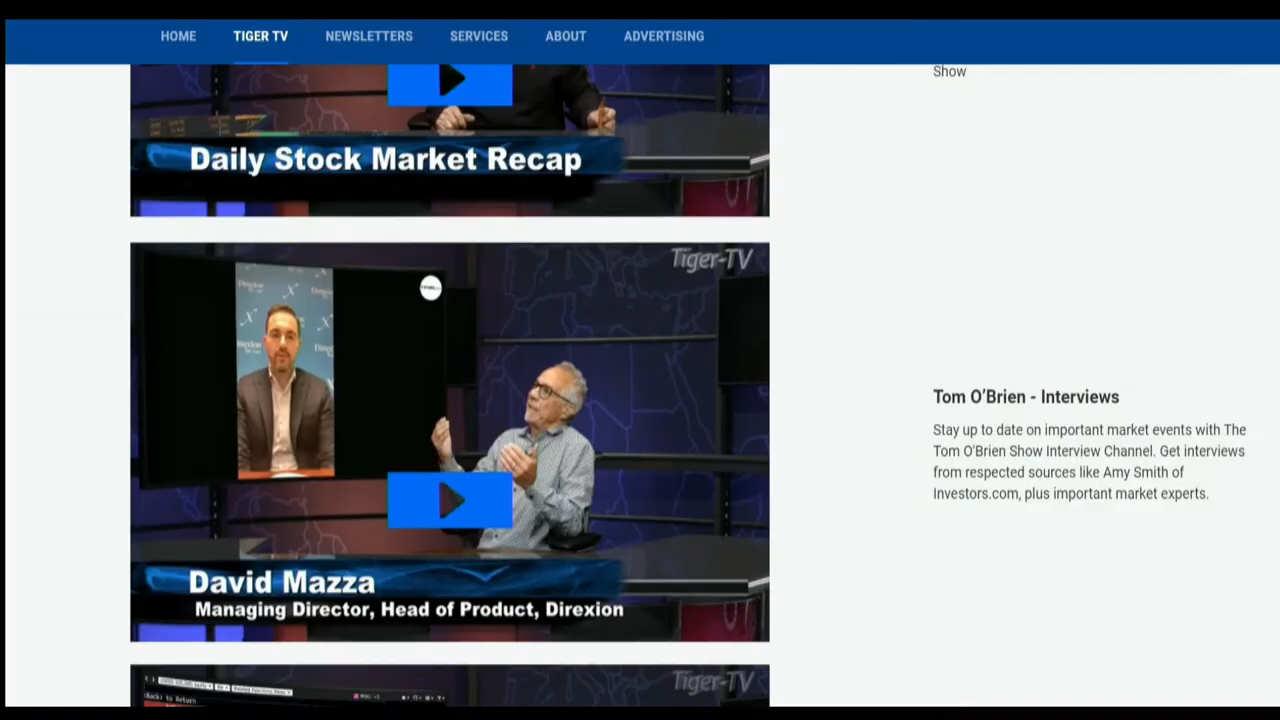 HOME TIGER TV NEWSLETTERS SERVICES ABOUT ADVERTISING
Show
Daily Stock Market Recap
Tiger-TV
Direxion
Tom O'Brien - Interviews
Stay up to date on important market events with The
Tom O'Brien Show Interview Channel. Get interviews
from respected sources like Amy Smith of
Investors.com, plus important market experts.
David Mazza
Managing Director, Head of Product, Direxion
Tiger-TV